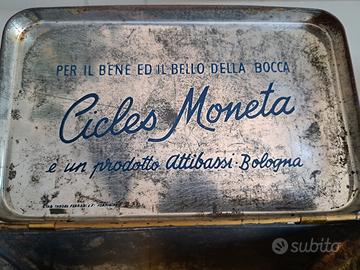 PER IL BENE ED IL BELLO DELLA BOCCA
Cicles Moneta
è un prodotto Attibassi-Bologna
subito